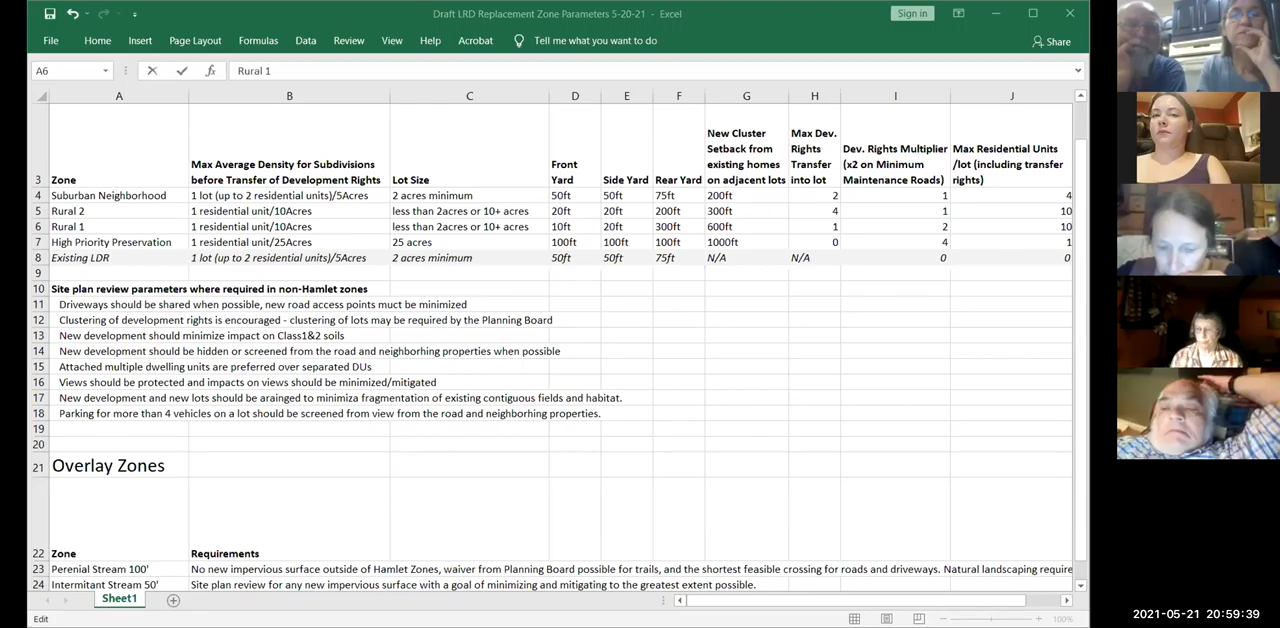 Draft LRD Replacement Zone Parameters 5-20-21 - Excel
Sign in
File Home Insert Page Layout Formulas Data Review View Help Acrobat Tell me what you want to do Share
A6 fx Rural 1
A B C D E F G H I J
3 Zone Max Average Density for Subdivisions before Transfer of Development Rights Lot Size Front Yard Side Yard Rear Yard New Cluster Setback from existing homes on adjacent lots Max Dev. Rights Transfer into lot Dev. Rights Multiplier (x2 on Minimum Maintenance Roads) Max Residential Units /lot (including transfer rights)
4 Suburban Neighborhood 1 lot (up to 2 residential units)/5Acres 2 acres minimum 50ft 50ft 75ft 200ft 2 1 4
5 Rural 2 1 residential unit/10Acres less than 2acres or 10+ acres 20ft 20ft 200ft 300ft 4 1 10
6 Rural 1 1 residential unit/10Acres less than 2acres or 10+ acres 10ft 20ft 300ft 600ft 1 2 10
7 High Priority Preservation 1 residential unit/25Acres 25 acres 100ft 100ft 100ft 1000ft 0 4 1
8 Existing LDR 1 lot (up to 2 residential units)/5Acres 2 acres minimum 50ft 50ft 75ft N/A N/A 0 0
9
10 Site plan review parameters where required in non-Hamlet zones
11 Driveways should be shared when possible, new road access points muct be minimized
12 Clustering of development rights is encouraged - clustering of lots may be required by the Planning Board
13 New development should minimize impact on Class1&2 soils
14 New development should be hidden or screened from the road and neighborhing properties when possible
15 Attached multiple dwelling units are preferred over separated DUs
16 Views should be protected and impacts on views should be minimized/mitigated
17 New development and new lots should be arainged to minimiza fragmentation of existing contiguous fields and habitat.
18 Parking for more than 4 vehicles on a lot should be screened from view from the road and neighborhing properties.
19
20
21 Overlay Zones
22 Zone Requirements
23 Perenial Stream 100' No new impervious surface outside of Hamlet Zones, waiver from Planning Board possible for trails, and the shortest feasible crossing for roads and driveways. Natural landscaping require
24 Intermitant Stream 50' Site plan review for any new impervious surface with a goal of minimizing and mitigating to the greatest extent possible.
Sheet1
Edit 100%
2021-05-21 20:59:39